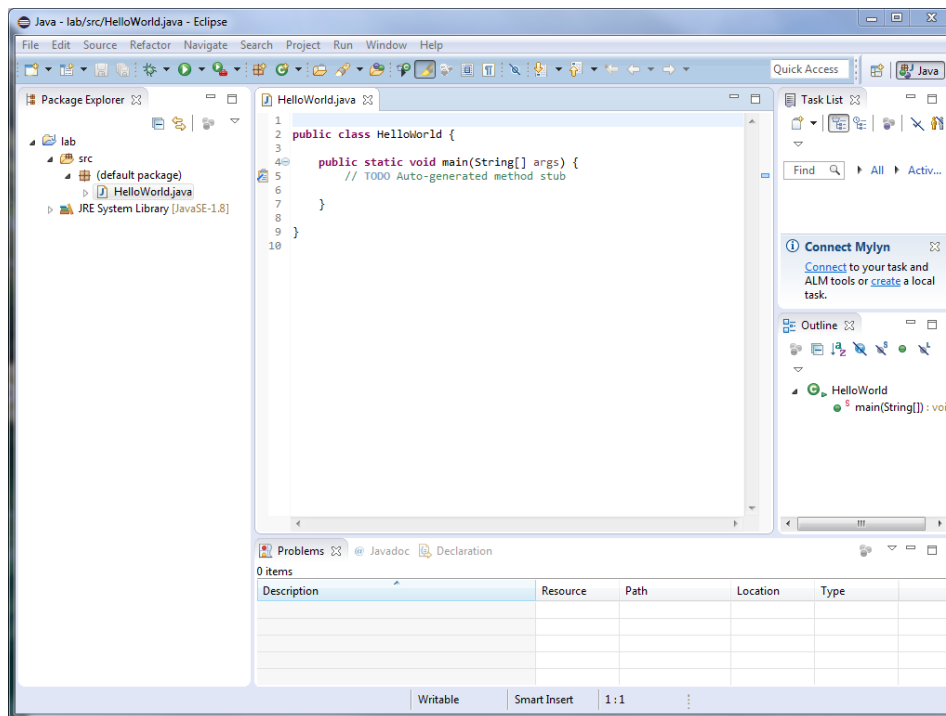 Java - lab/src/HelloWorld.java - Eclipse
File Edit Source Refactor Navigate Search Project Run Window Help
Quick Access
Java
Package Explorer
lab
src
(default package)
HelloWorld.java
JRE System Library [JavaSE-1.8]
HelloWorld.java
1
2 public class HelloWorld {
3
4 public static void main(String[] args) {
5 // TODO Auto-generated method stub
6
7 }
8
9 }
10
Task List
Find All Activ...
Connect Mylyn
Connect to your task and
ALM tools or create a local
task.
Outline
HelloWorld
main(String[]) : voi
Problems @ Javadoc Declaration
0 items
Description Resource Path Location Type
Writable Smart Insert 1 : 1